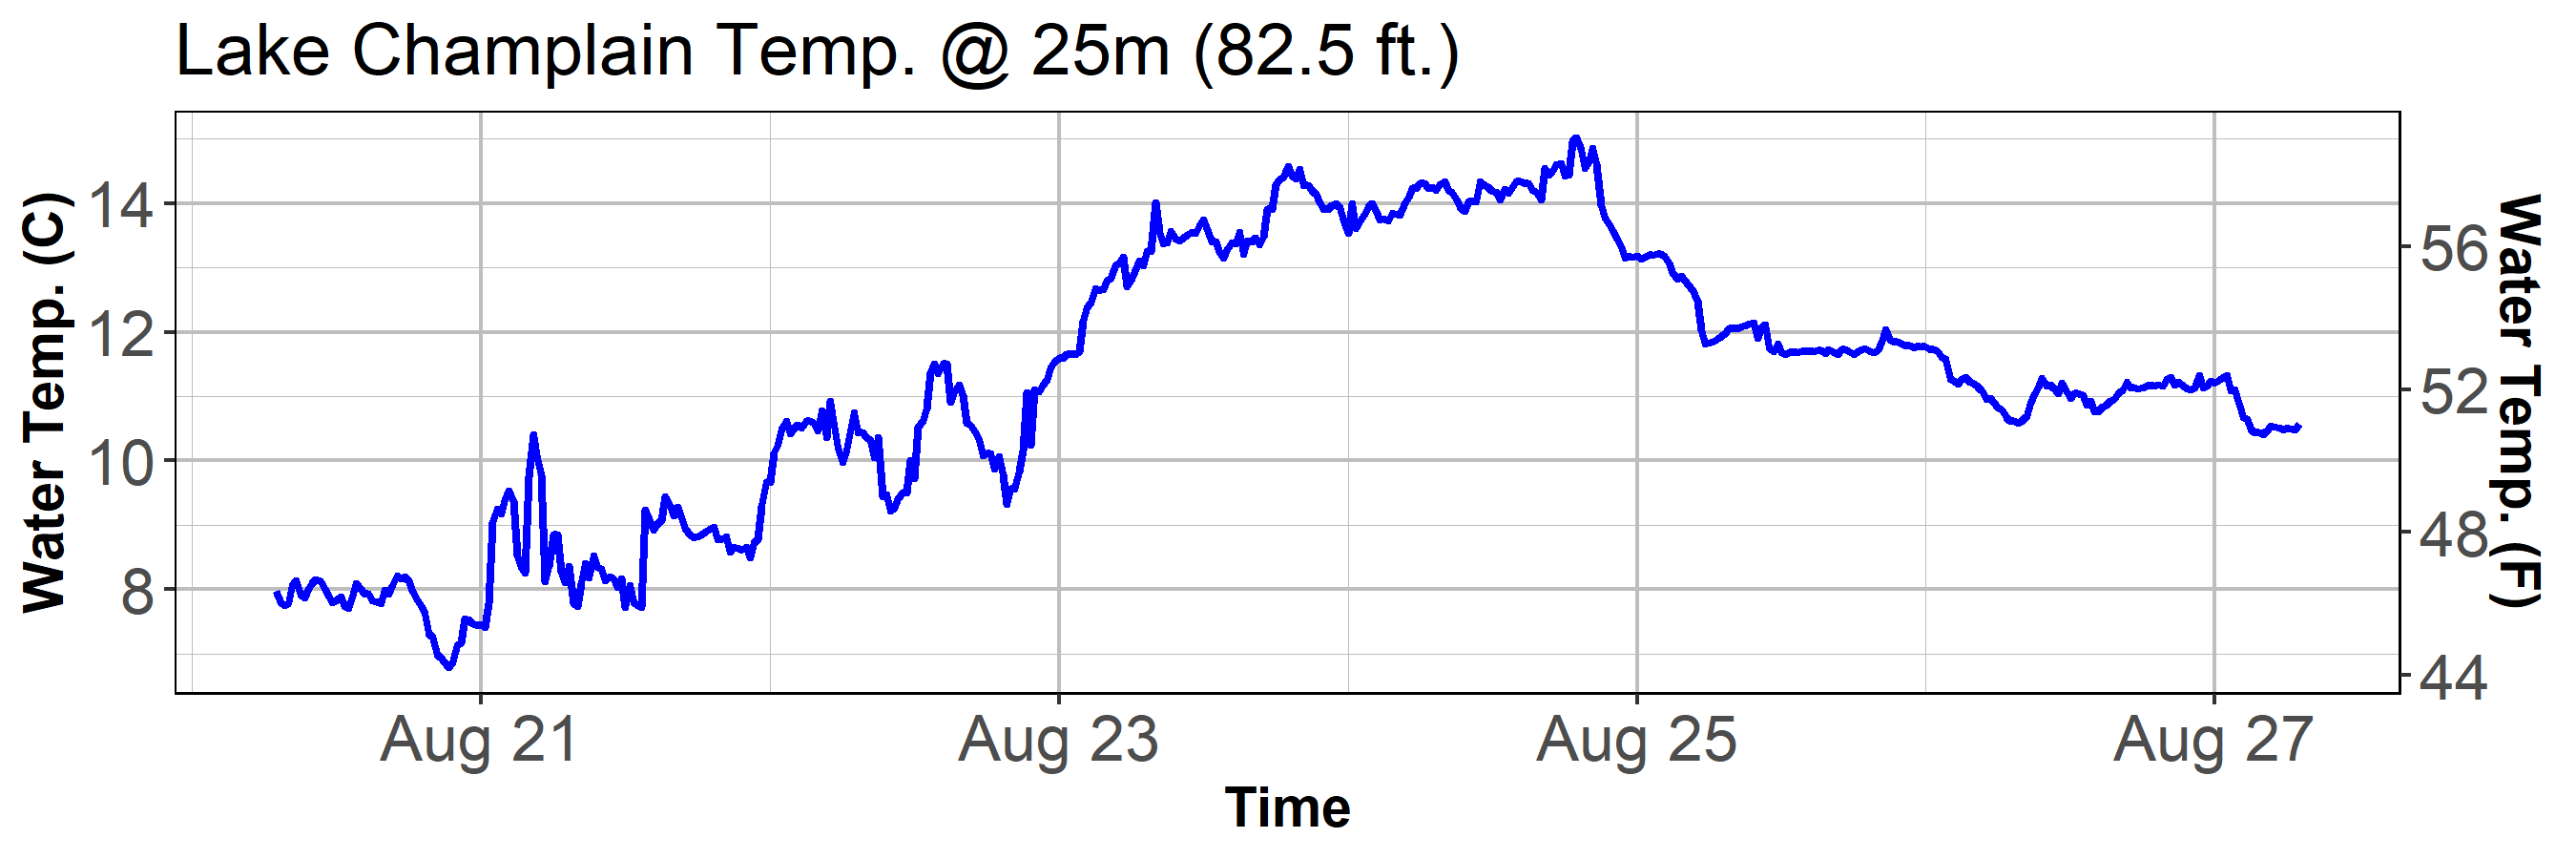 Lake Champlain Temp. @ 25m (82.5 ft.)
Water Temp. (C)
14
12
10
8
56
52
48
44
Water Temp. (F)
Aug 21
Aug 23
Aug 25
Aug 27
Time